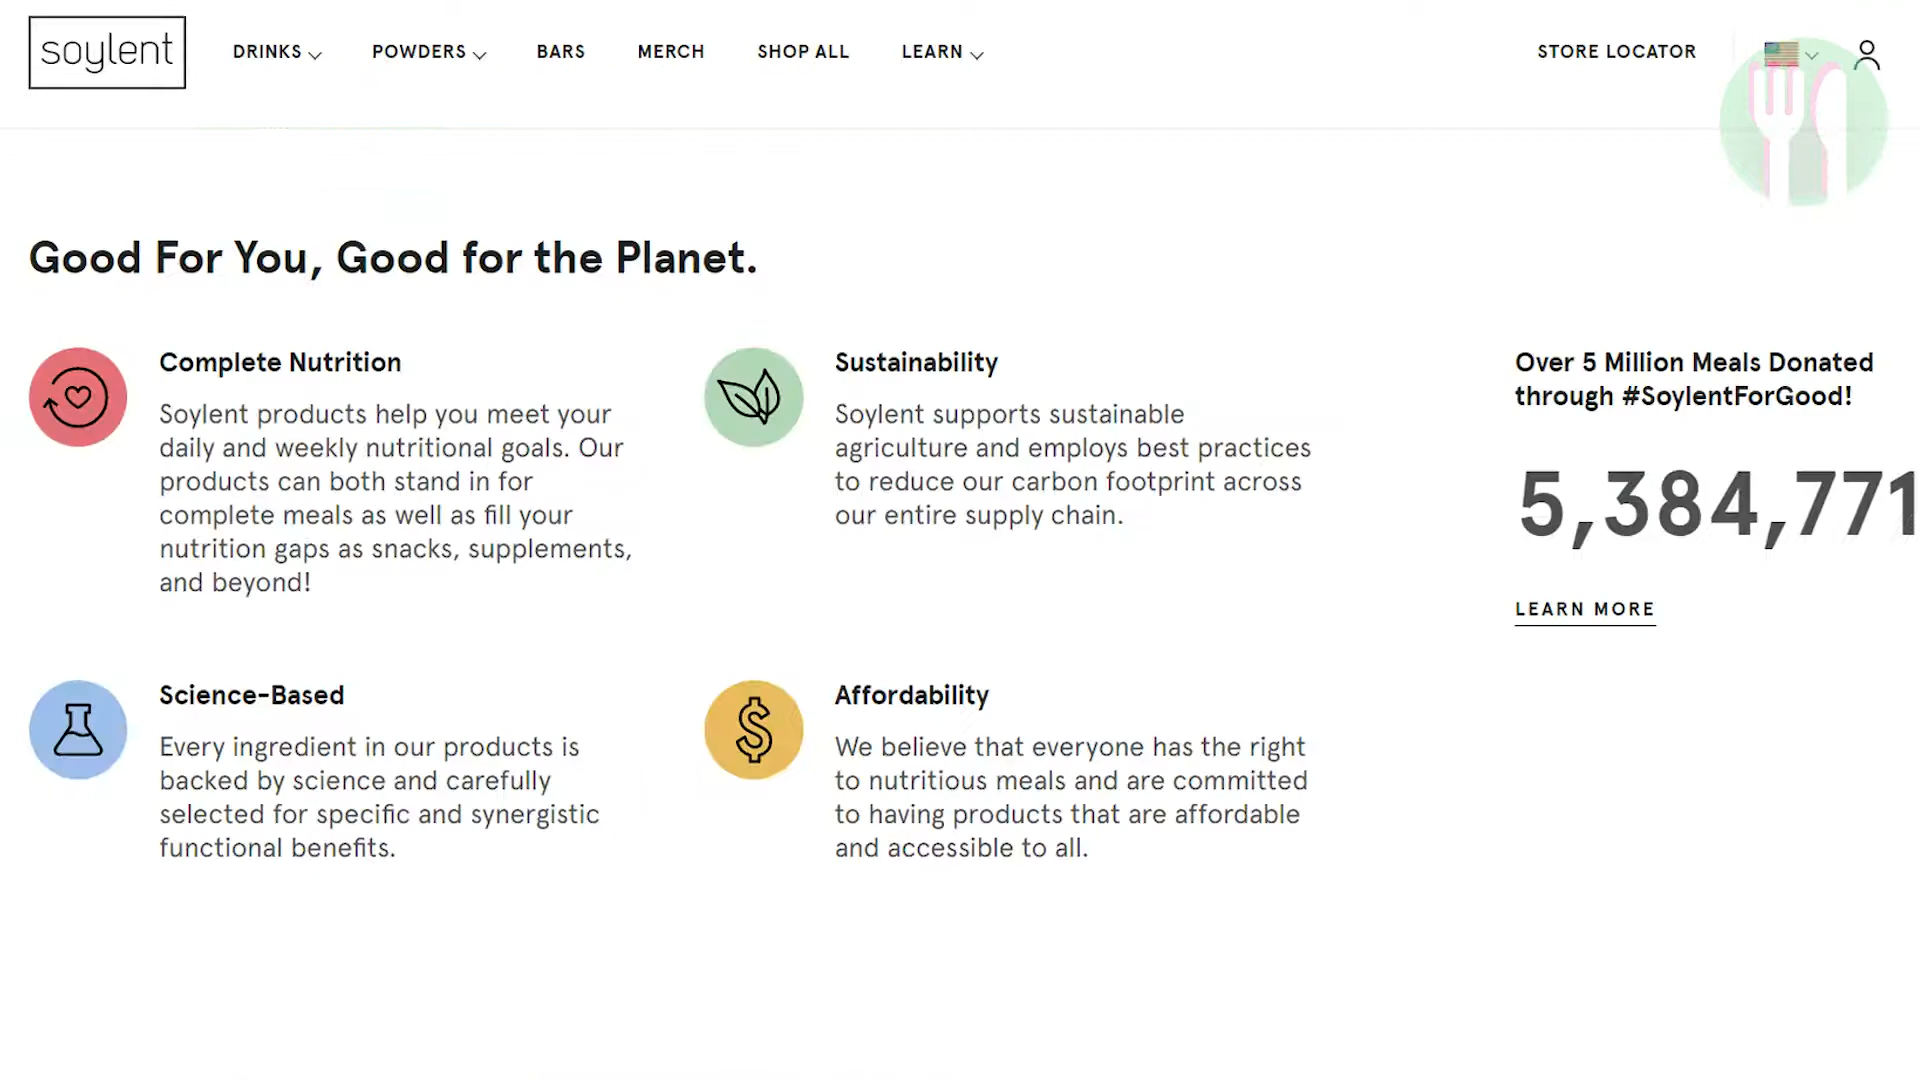 soylent
DRINKS
POWDERS
BARS
MERCH
SHOP ALL
LEARN
STORE LOCATOR
Good For You, Good for the Planet.
Complete Nutrition
Soylent products help you meet your
daily and weekly nutritional goals. Our
products can both stand in for
complete meals as well as fill your
nutrition gaps as snacks, supplements,
and beyond!
Sustainability
Soylent supports sustainable
agriculture and employs best practices
to reduce our carbon footprint across
our entire supply chain.
Over 5 Million Meals Donated
through #SoylentForGood!
5,384,771
LEARN MORE
Science-Based
Every ingredient in our products is
backed by science and carefully
selected for specific and synergistic
functional benefits.
Affordability
We believe that everyone has the right
to nutritious meals and are committed
to having products that are affordable
and accessible to all.